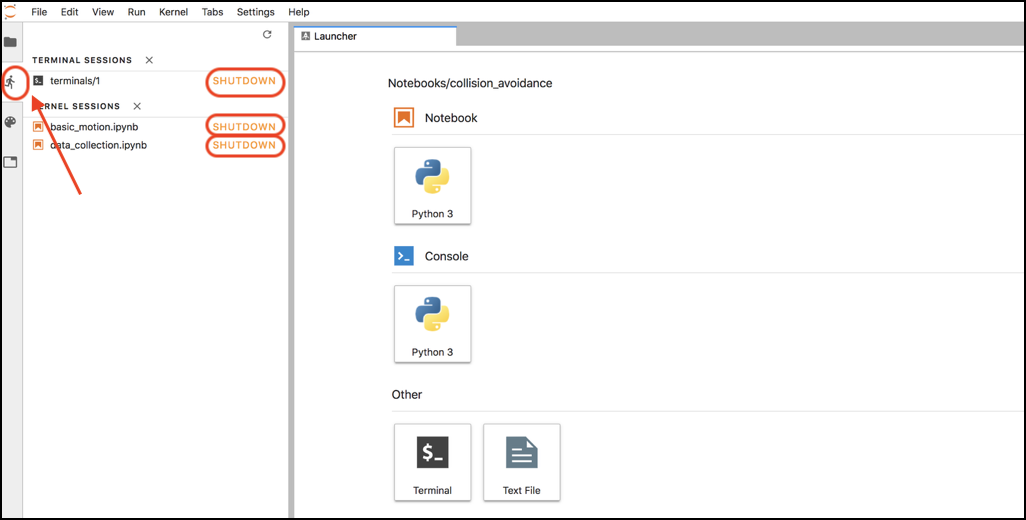 File Edit View Run Kernel Tabs Settings Help
Launcher
TERMINAL SESSIONS
terminals/1 SHUTDOWN
RNEL SESSIONS
basic_motion.ipynb SHUTDOWN
data_collection.ipynb SHUTDOWN
Notebooks/collision_avoidance
Notebook
Python 3
Console
Python 3
Other
$_
Terminal
Text File